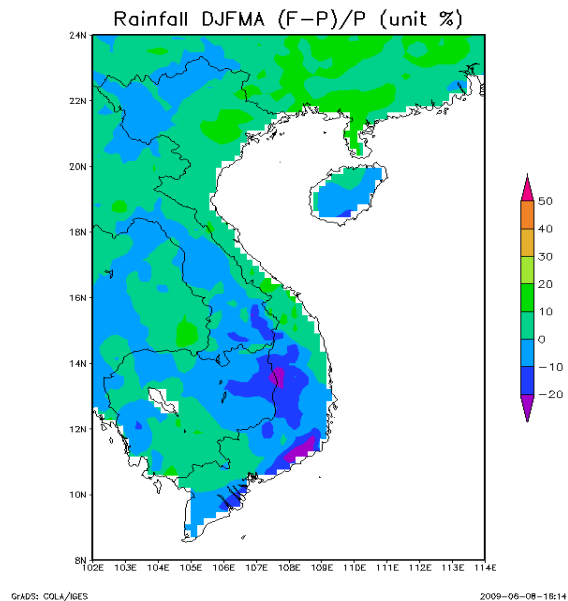 Rainfall DJFMA (F-P)/P (unit %)
24N
22N
20N
18N
16N
14N
12N
10N
8N
102E 103E 104E 105E 106E 107E 108E 109E 110E 111E 112E 113E 114E
50
40
30
20
10
0
-10
-20
GrADS: COLA/IGES 2009-06-08-16:14